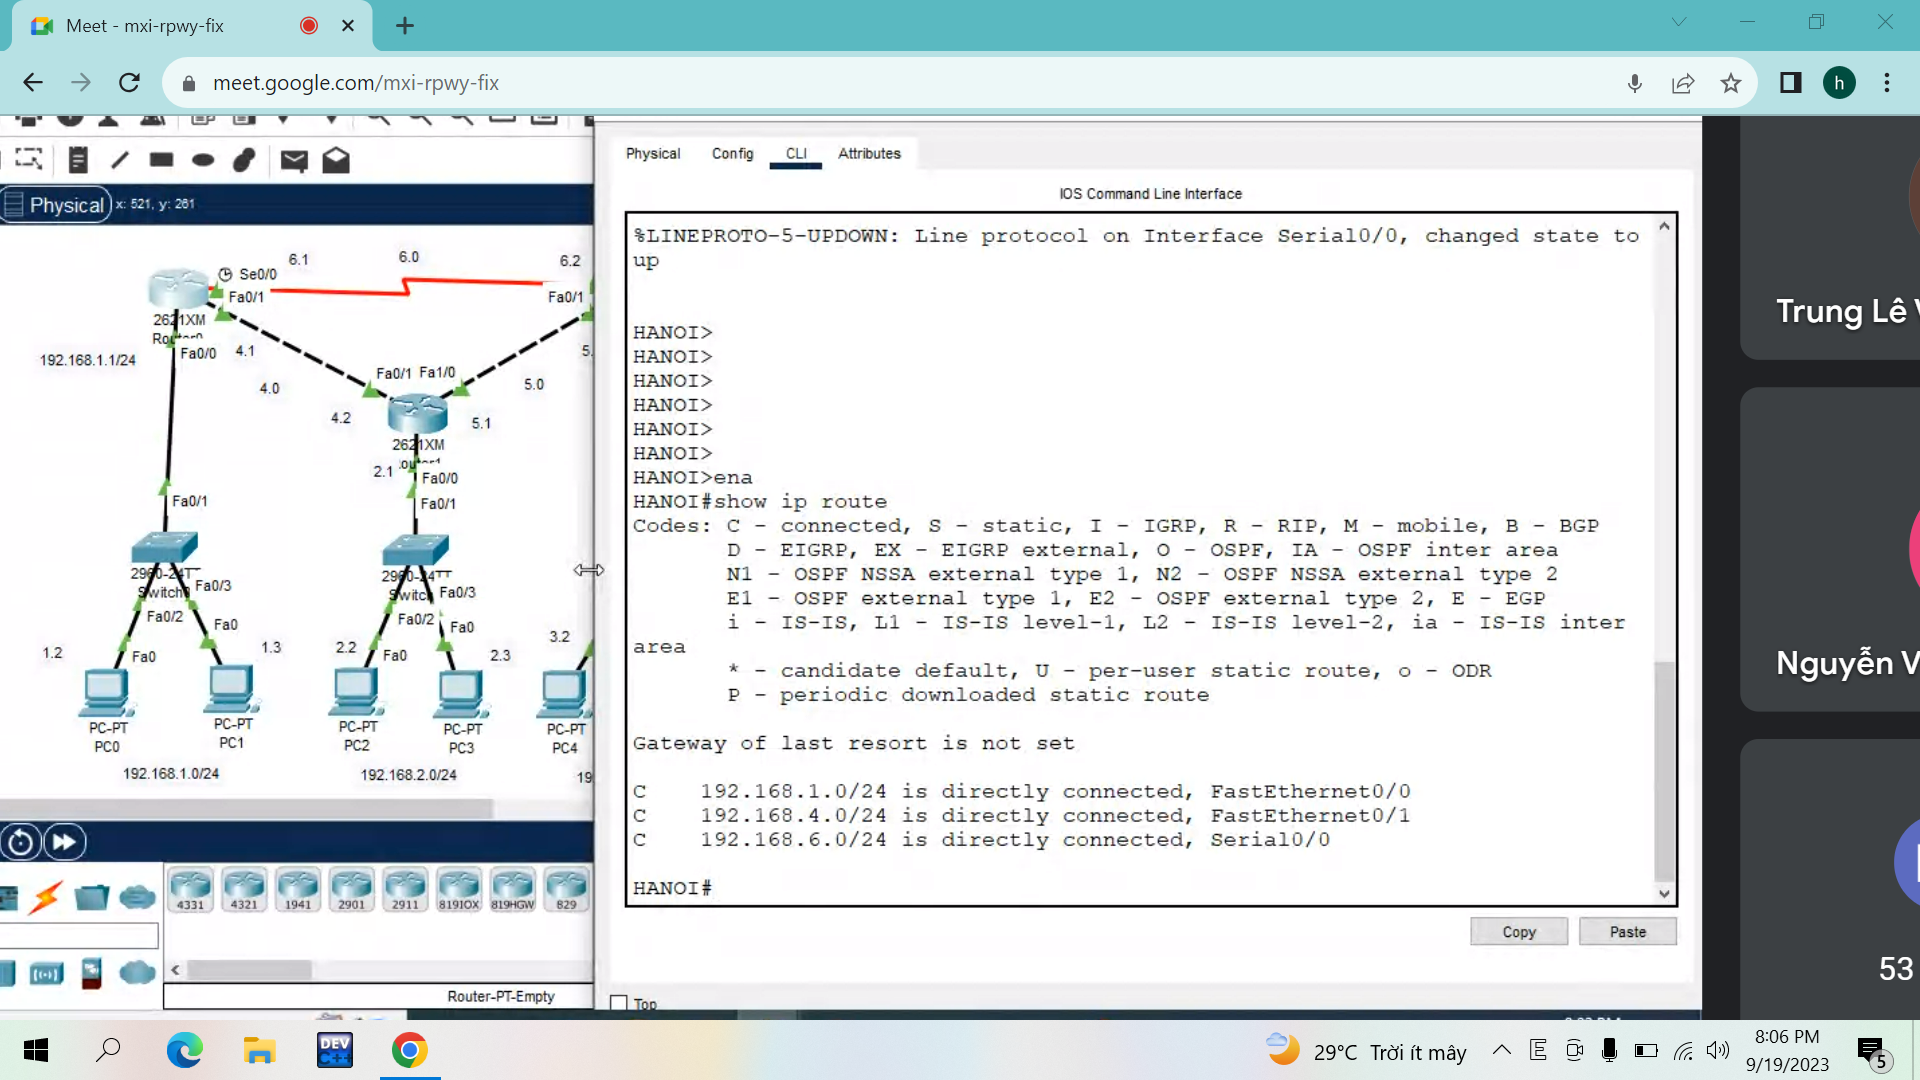 Meet - mxi-rpwy-fix
meet.google.com/mxi-rpwy-fix
h
Physical Config CLI Attributes
IOS Command Line Interface
Physical x: 521, y: 281
6.1 6.0 6.2
Se0/0
Fa0/1 Fa0/1
2621XM
Router0
Fa0/0 4.1 5.
192.168.1.1/24
4.0 Fa0/1 Fa1/0 5.0
4.2 5.1
2621XM
2.1
Fa0/0
Fa0/1 Fa0/1
2960-24TT 2960-24TT
Switch Fa0/3 Switch Fa0/3
Fa0/2 Fa0 Fa0/2 Fa0
1.2 Fa0 1.3 2.2 Fa0 2.3 3.2
PC-PT PC-PT PC-PT PC-PT PC-PT
PC0 PC1 PC2 PC3 PC4
192.168.1.0/24 192.168.2.0/24 19
4331 4321 1941 2901 2911 819IOX 819HGW 829
Router-PT-Empty
%LINEPROTO-5-UPDOWN: Line protocol on Interface Serial0/0, changed state to
up
HANOI>
HANOI>
HANOI>
HANOI>
HANOI>
HANOI>
HANOI>ena
HANOI#show ip route
Codes: C - connected, S - static, I - IGRP, R - RIP, M - mobile, B - BGP
D - EIGRP, EX - EIGRP external, O - OSPF, IA - OSPF inter area
N1 - OSPF NSSA external type 1, N2 - OSPF NSSA external type 2
E1 - OSPF external type 1, E2 - OSPF external type 2, E - EGP
i - IS-IS, L1 - IS-IS level-1, L2 - IS-IS level-2, ia - IS-IS inter
area
* - candidate default, U - per-user static route, o - ODR
P - periodic downloaded static route
Gateway of last resort is not set
C 192.168.1.0/24 is directly connected, FastEthernet0/0
C 192.168.4.0/24 is directly connected, FastEthernet0/1
C 192.168.6.0/24 is directly connected, Serial0/0
HANOI#
Copy Paste
Top
Trung Lê V
Nguyễn V
53
DEV
C++
29°C Trời ít mây
E
8:06 PM
9/19/2023
5